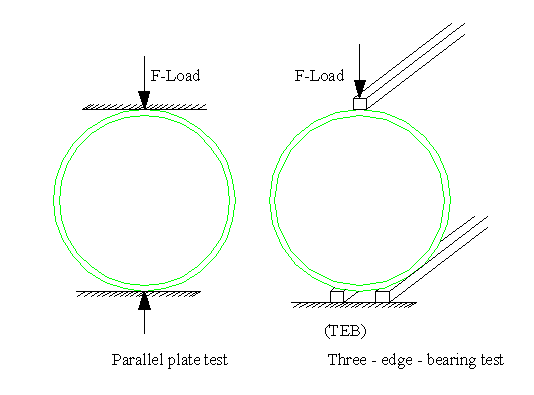 F-Load
F-Load
(TEB)
Parallel plate test
Three - edge - bearing test